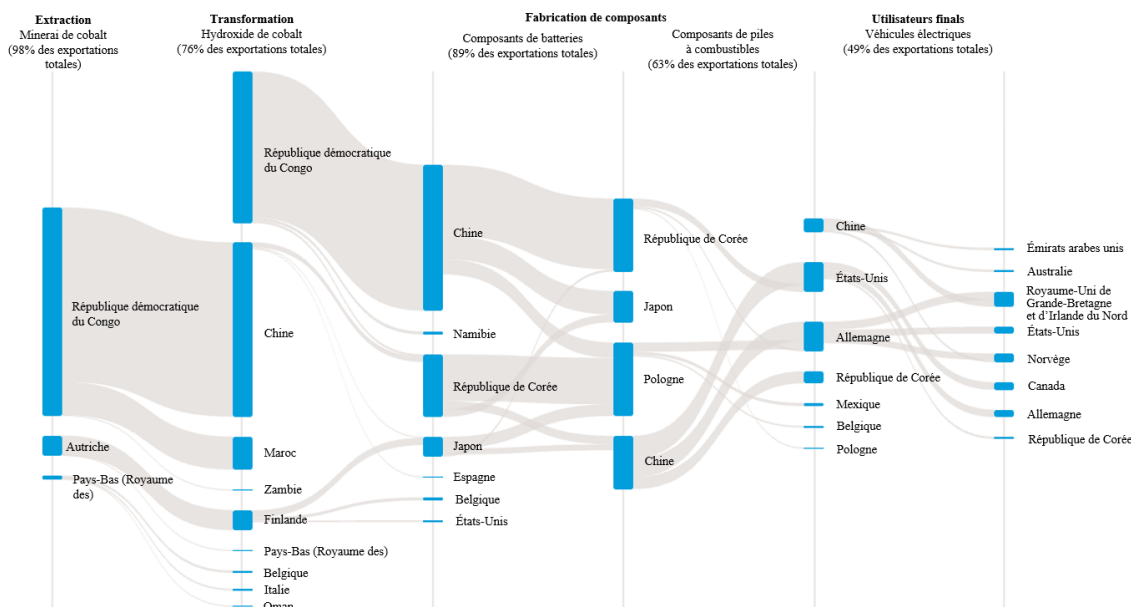 Extraction
Minerai de cobalt
(98% des exportations
totales)
Transformation
Hydroxide de cobalt
(76% des exportations totales)
Fabrication de composants
Composants de batteries
(89% des exportations totales)
Composants de piles
à combustibles
(63% des exportations totales)
Utilisateurs finals
Véhicules électriques
(49% des exportations totales)
République démocratique
du Congo
Autriche
Pays-Bas (Royaume
des)
République démocratique
du Congo
Chine
Maroc
Zambie
Finlande
Pays-Bas (Royaume des)
Belgique
Italie
Oman
Chine
Namibie
République de Corée
Japon
Espagne
Belgique
États-Unis
République de Corée
Japon
Pologne
Chine
Chine
États-Unis
Allemagne
République de Corée
Mexique
Belgique
Pologne
Émirats arabes unis
Australie
Royaume-Uni de
Grande-Bretagne
et d’Irlande du Nord
États-Unis
Norvège
Canada
Allemagne
République de Corée